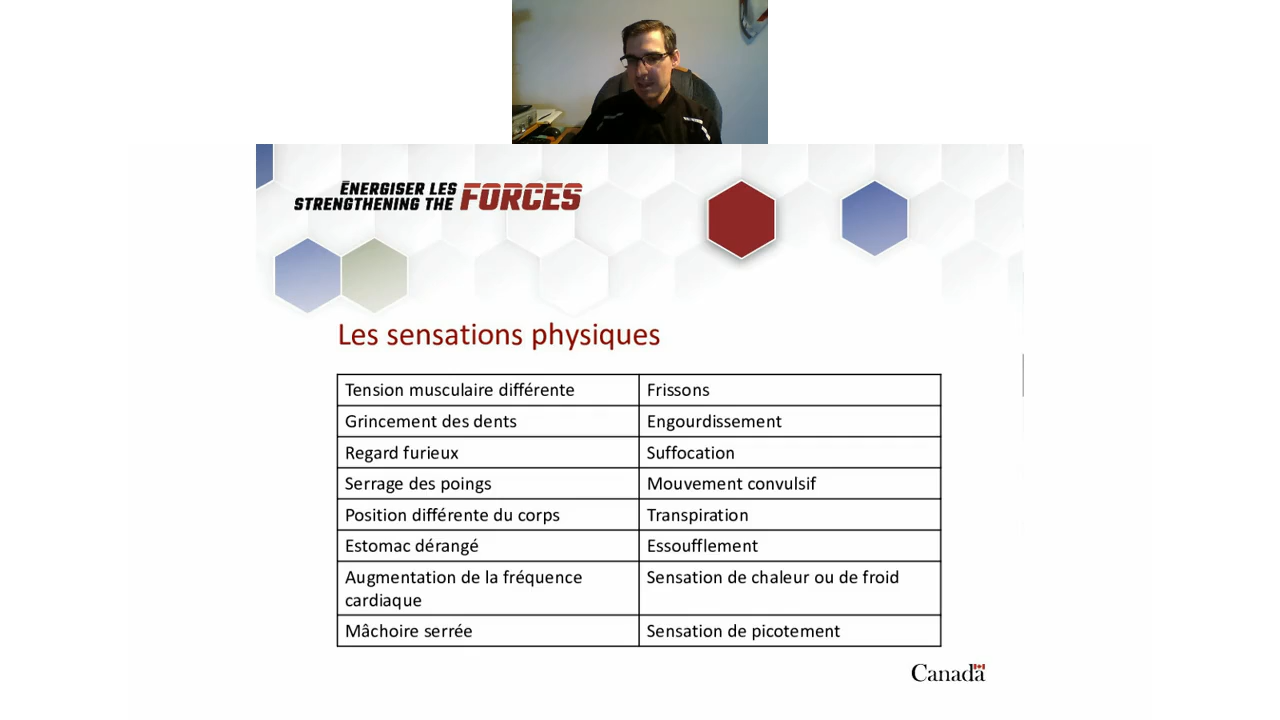 ÉNERGISER LES
STRENGTHENING THE FORCES
Les sensations physiques
Tension musculaire différente
Frissons
Grincement des dents
Engourdissement
Regard furieux
Suffocation
Serrage des poings
Mouvement convulsif
Position différente du corps
Transpiration
Estomac dérangé
Essoufflement
Augmentation de la fréquence
cardiaque
Sensation de chaleur ou de froid
Mâchoire serrée
Sensation de picotement
Canada